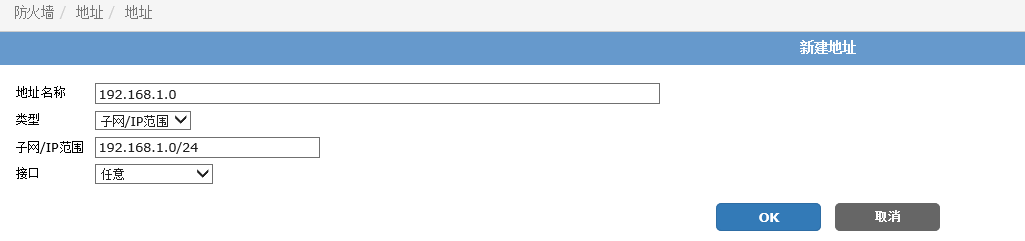 防火墙 / 地址 / 地址
新建地址
地址名称 192.168.1.0
类型 子网/IP范围
子网/IP范围 192.168.1.0/24
接口 任意
OK 取消